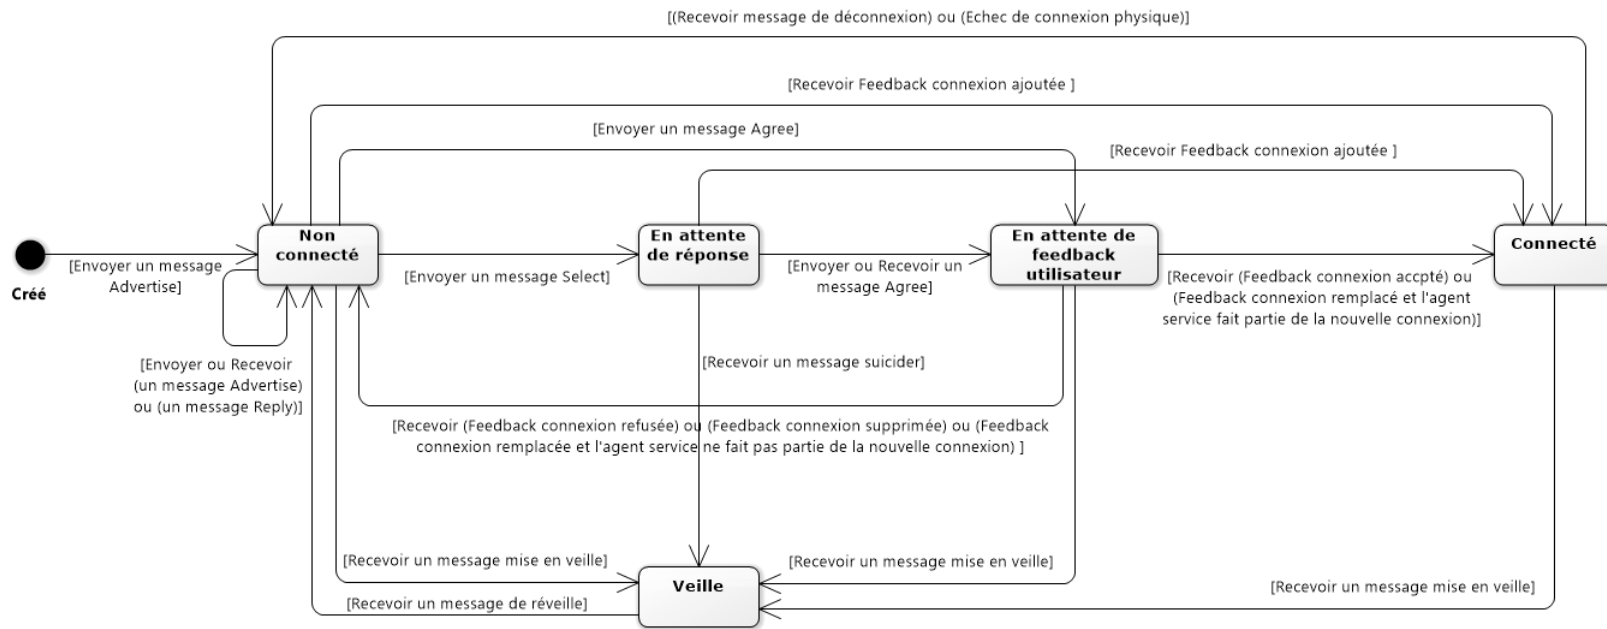 [(Recevoir message de déconnexion) ou (Echec de connexion physique)]
[Recevoir Feedback connexion ajoutée ]
[Envoyer un message Agree]
[Recevoir Feedback connexion ajoutée ]
Créé
[Envoyer un message
Advertise]
Non
connecté
[Envoyer un message Select]
En attente
de réponse
[Envoyer ou Recevoir un
message Agree]
En attente de
feedback
utilisateur
[Recevoir (Feedback connexion accpté) ou
(Feedback connexion remplacé et l'agent
service fait partie de la nouvelle connexion)]
Connecté
[Envoyer ou Recevoir
(un message Advertise)
ou (un message Reply)]
[Recevoir un message suicider]
[Recevoir (Feedback connexion refusée) ou (Feedback connexion supprimée) ou (Feedback
connexion remplacée et l'agent service ne fait pas partie de la nouvelle connexion) ]
[Recevoir un message mise en veille]
[Recevoir un message de réveille]
Veille
[Recevoir un message mise en veille]
[Recevoir un message mise en veille]